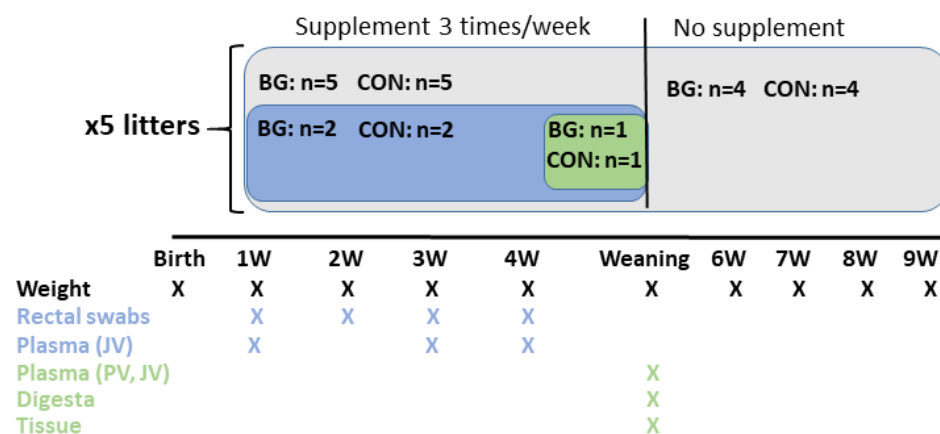 Supplement 3 times/week No supplement
BG: n=5 CON: n=5
BG: n=4 CON: n=4
x5 litters
BG: n=2 CON: n=2
BG: n=1
CON: n=1
Birth 1W 2W 3W 4W Weaning 6W 7W 8W 9W
Weight X X X X X X X X X X
Rectal swabs X X X X
Plasma (JV) X X X
Plasma (PV, JV) X
Digesta X
Tissue X